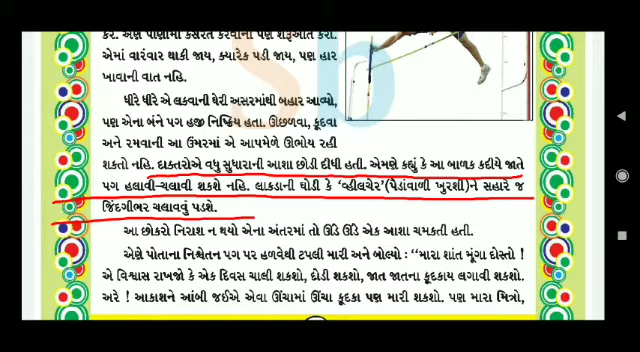 કરે. એણે પાણીમાં કસરત કરવાની પણ શરૂઆત કરી.
એમાં વારંવાર થાકી જાય, ક્યારેક પડી જાય, પણ હાર
ખાવાની વાત નહિ.
ધીરે ધીરે એ લકવાની ઘેરી અસરમાંથી બહાર આવ્યો,
પણ એના બંને પગ હજી નિષ્ક્રિય હતા. ઊછળવા, કૂદવા
અને રમવાની આ ઉંમરમાં એ આપમેળે ઊભોય રહી
શકતો નહિ. દાક્તરોએ વધુ સુધારાની આશા છોડી દીધી હતી. એમણે કહ્યું કે આ બાળક કદીયે જાતે
પગ હલાવી-ચલાવી શકશે નહિ. લાકડાની ઘોડી કે ‘વ્હીલચેર’(પૈડાંવાળી ખુરશી)ને સહારે જ
જિંદગીભર ચલાવવું પડશે.
આ છોકરો નિરાશ ન થયો એના અંતરમાં તો ઊંડે ઊંડે એક આશા ચમકતી હતી.
એણે પોતાના નિશ્ચેતન પગ પર હળવેથી ટપલી મારી અને બોલ્યો : “મારા શાંત મૂંગા દોસ્તો !
એ વિશ્વાસ રાખજો કે એક દિવસ ચાલી શકશો, દોડી શકશો, જાત જાતના કૂદકાય લગાવી શકશો.
અરે ! આકાશને આંબી જઈએ એવા ઊંચામાં ઊંચા કૂદકા પણ મારી શકશો. પણ મારા મિત્રો,